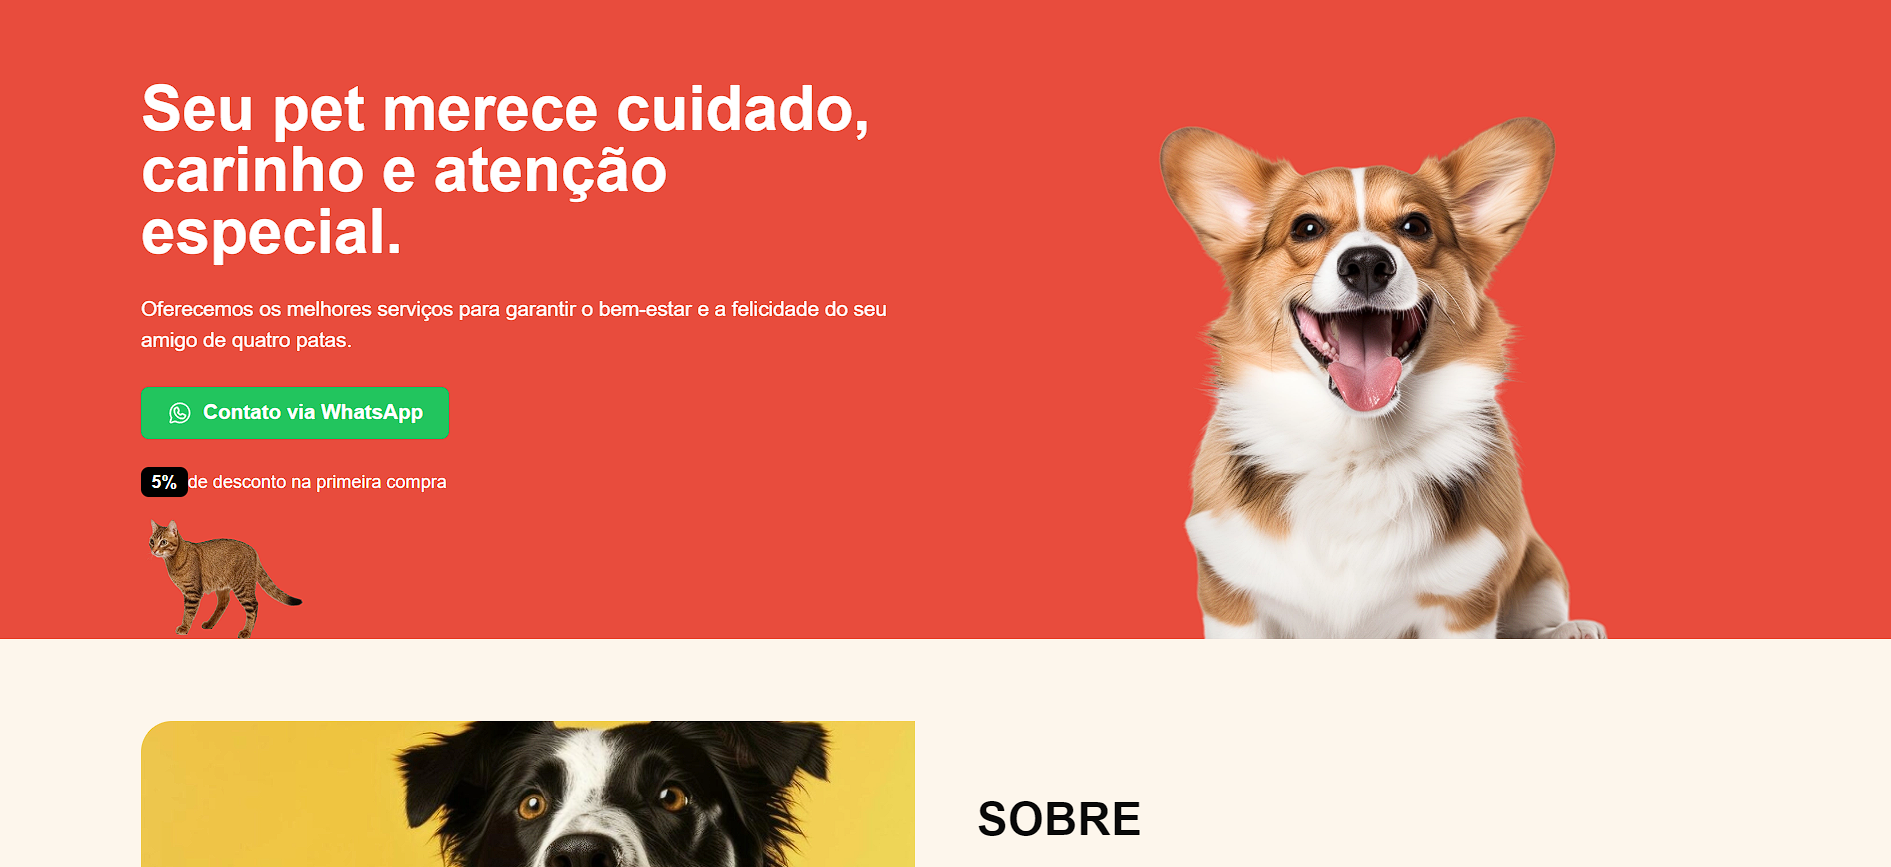 Seu pet merece cuidado,
carinho e atenção
especial.
Oferecemos os melhores serviços para garantir o bem-estar e a felicidade do seu
amigo de quatro patas.
Contato via WhatsApp
5% de desconto na primeira compra
SOBRE